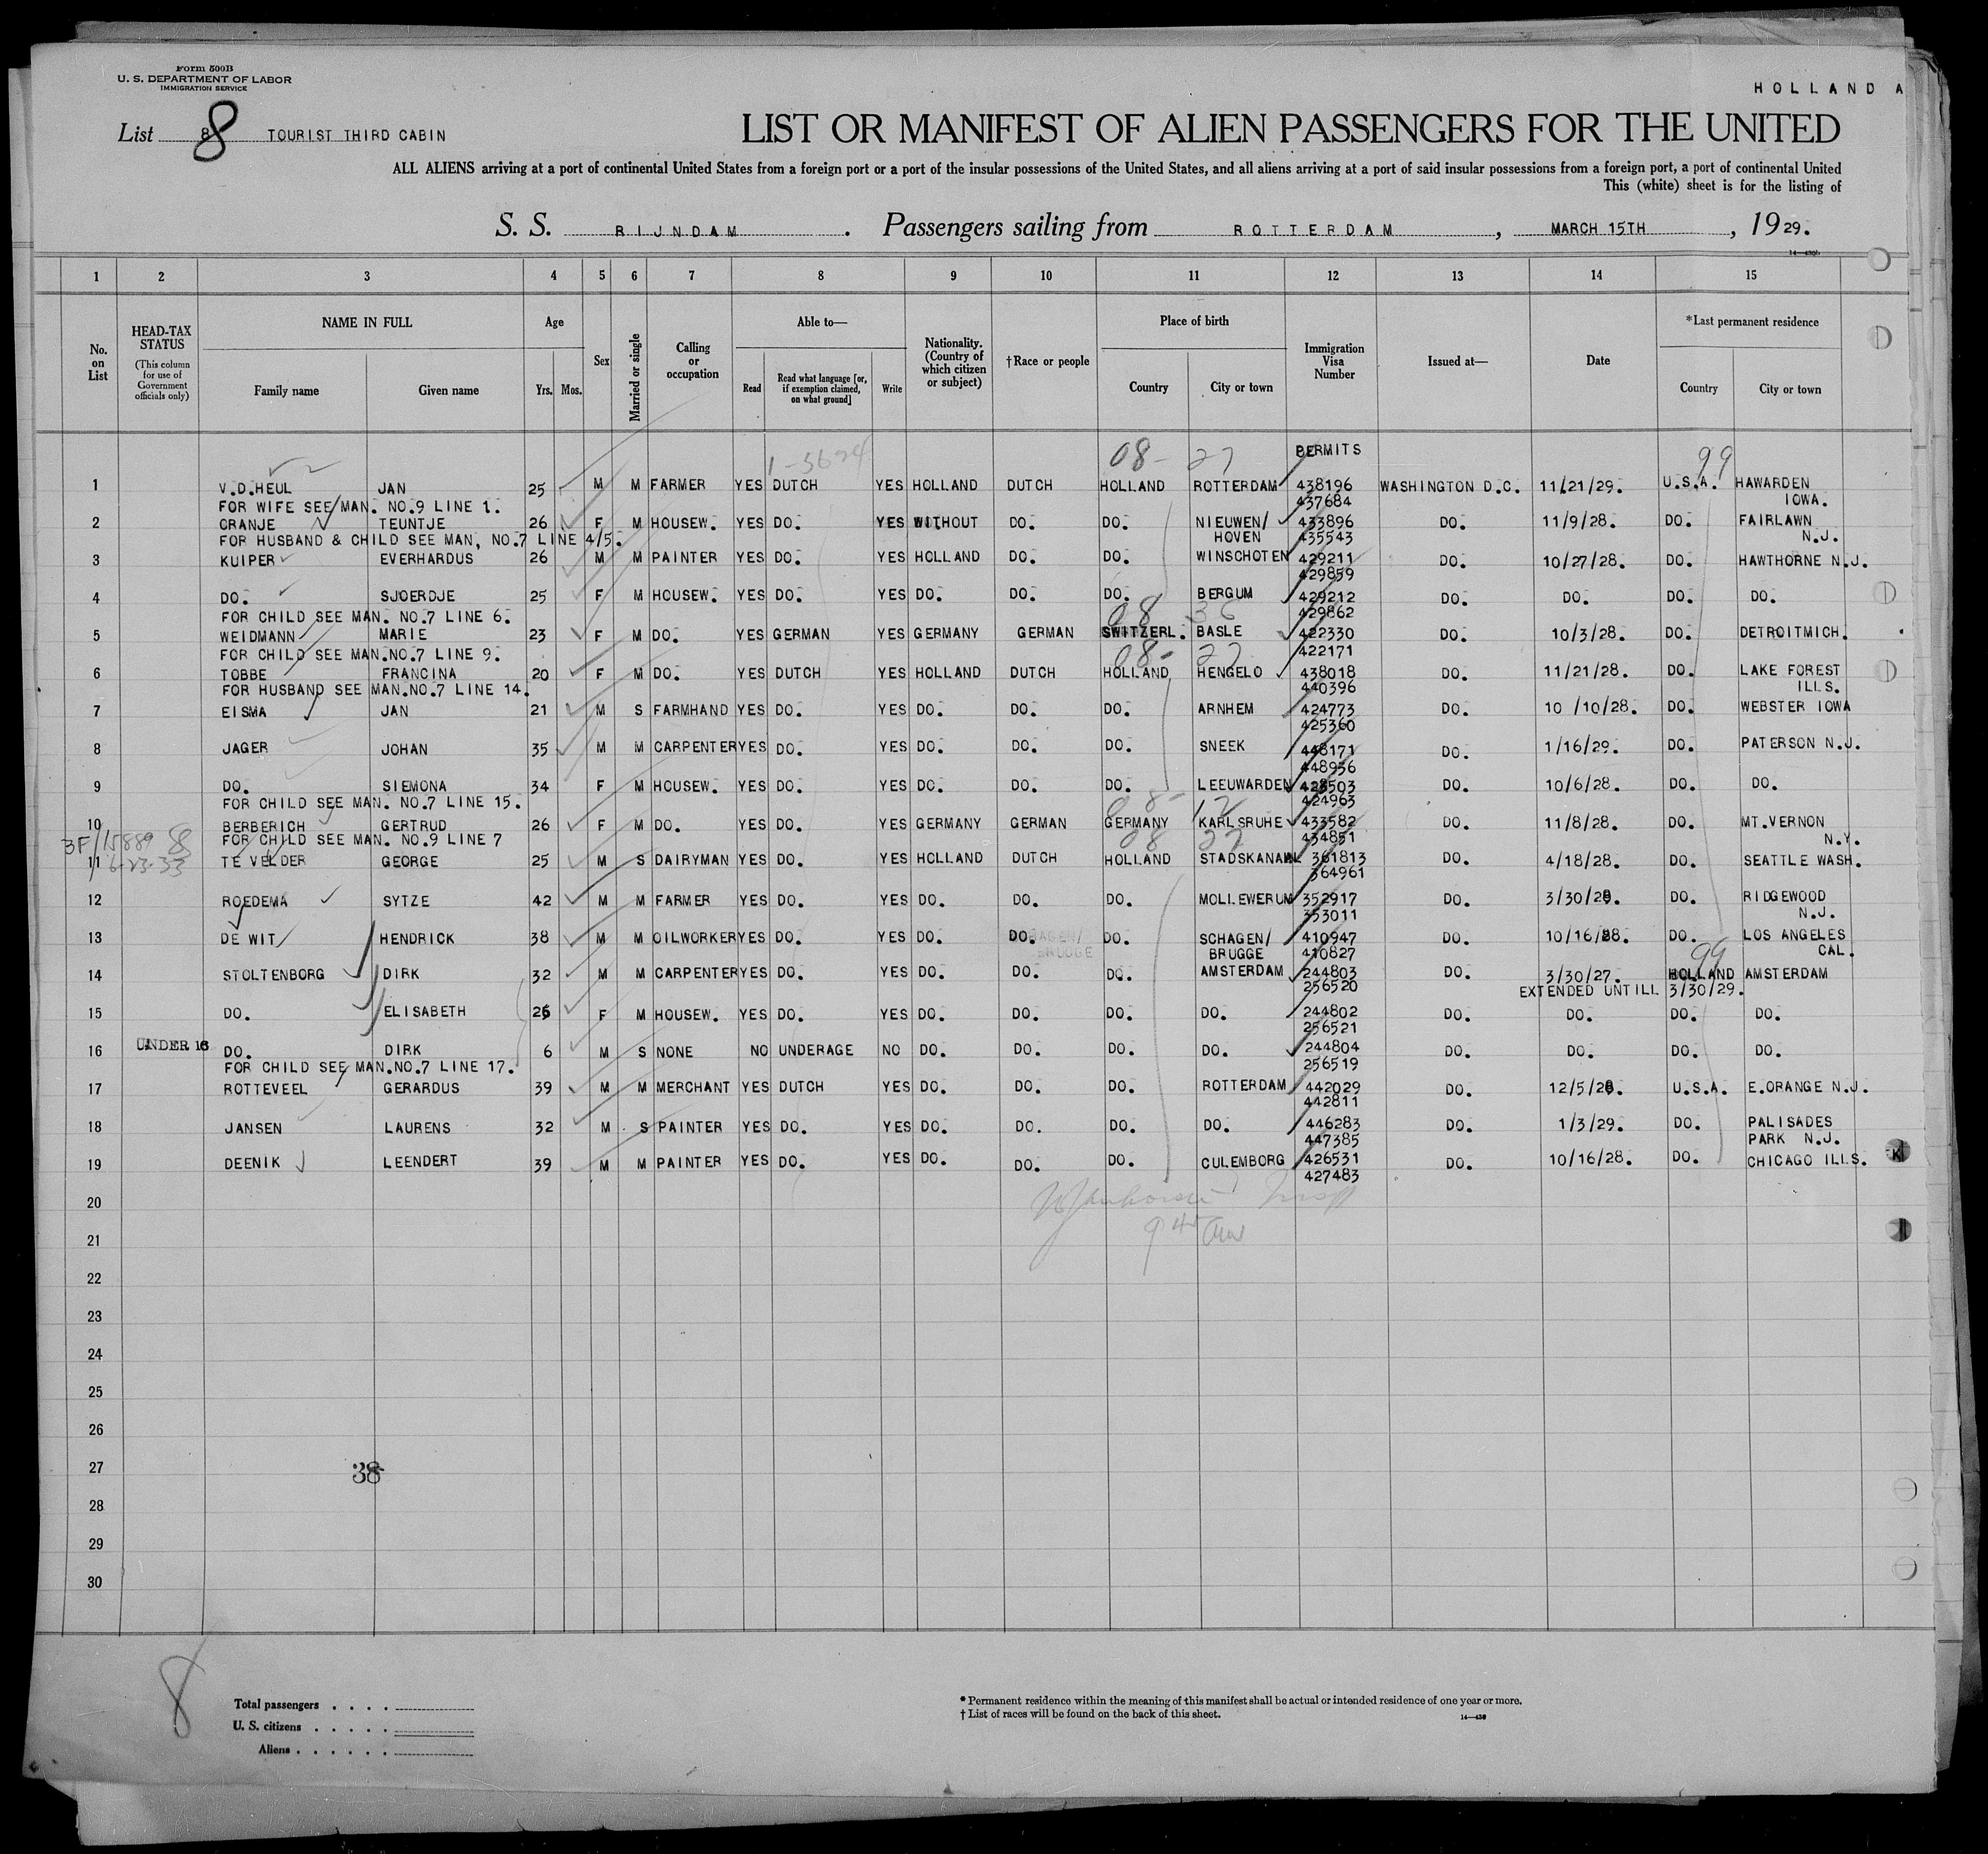 Form 500B
U. S. DEPARTMENT OF LABOR
IMMIGRATION SERVICE
HOLLAND A
List 8 8 TOURIST THIRD CABIN
LIST OR MANIFEST OF ALIEN PASSENGERS FOR THE UNITED
ALL ALIENS arriving at a port of continental United States from a foreign port or a port of the insular possessions of the United States, and all aliens arriving at a port of said insular possessions from a foreign port, a port of continental United
This (white) sheet is for the listing of
S. S. RIJNDAM. Passengers sailing from ROTTERDAM, MARCH 15TH, 1929.
1 2 3 4 5 6 7 8 9 10 11 12 13 14 15
No. on List
HEAD-TAX STATUS
(This column for use of Government officials only)
NAME IN FULL
Family name Given name
Age
Yrs. Mos.
Sex
Married or single
Calling or occupation
Able to—
Read
Read what language [or, if exemption claimed, on what ground]
Write
Nationality. (Country of which citizen or subject)
†Race or people
Place of birth
Country City or town
Immigration Visa Number
Issued at—
Date
*Last permanent residence
Country City or town
1-5624 08- 27 PERMITS 99
1 V.D.HEUL JAN 25 M M FARMER YES DUTCH YES HOLLAND DUTCH HOLLAND ROTTERDAM 438196 WASHINGTON D.C. 11/21/29. U.S.A. HAWARDEN
FOR WIFE SEE MAN. NO.9 LINE 1. 437684 IOWA.
2 ORANJE TEUNTJE 26 F M HOUSEW. YES DO. YES WITHOUT DO. DO. NIEUWEN/ 433896 DO. 11/9/28. DO. FAIRLAWN
FOR HUSBAND & CHILD SEE MAN, NO.7 LINE 4/5. HOVEN 435543 N.J.
3 KUIPER EVERHARDUS 26 M M PAINTER YES DO. YES HOLLAND DO. DO. WINSCHOTEN 429211 DO. 10/27/28. DO. HAWTHORNE N.J.
429859
4 DO. SJOERDJE 25 F M HOUSEW. YES DO. YES DO. DO. DO. BERGUM 429212 DO. DO. DO. DO.
FOR CHILD SEE MAN. NO.7 LINE 6. 08 36 429862
5 WEIDMANN MARIE 23 F M DO. YES GERMAN YES GERMANY GERMAN SWITZERL. BASLE 422330 DO. 10/3/28. DO. DETROITMICH.
FOR CHILD SEE MAN.NO.7 LINE 9. 08- 27 422171
6 TOBBE FRANCINA 20 F M DO. YES DUTCH YES HOLLAND DUTCH HOLLAND HENGELO 438018 DO. 11/21/28. DO. LAKE FOREST
FOR HUSBAND SEE MAN.NO.7 LINE 14. 440396 ILLS.
7 EISMA JAN 21 M S FARMHAND YES DO. YES DO. DO. DO. ARNHEM 424773 DO. 10 /10/28. DO. WEBSTER IOWA
425360
8 JAGER JOHAN 35 M M CARPENTER YES DO. YES DO. DO. DO. SNEEK 448171 DO. 1/16/29. DO. PATERSON N.J.
448956
9 DO. SIEMONA 34 F M HOUSEW. YES DO. YES DO. DO. DO. LEEUWARDEN 423503 DO. 10/6/28. DO. DO.
FOR CHILD SEE MAN. NO.7 LINE 15. 08- 12 424963
10 BERBERICH GERTRUD 26 F M DO. YES DO. YES GERMANY GERMAN GERMANY KARLSRUHE 433582 DO. 11/8/28. DO. MT.VERNON
3F/15889 FOR CHILD SEE MAN. NO.9 LINE 7 08 27 434851 N.Y.
11 6-23-33 TE VELDER GEORGE 25 M S DAIRYMAN YES DO. YES HOLLAND DUTCH HOLLAND STADSKANAAL 361813 DO. 4/18/28. DO. SEATTLE WASH.
364961
12 ROEDEMA SYTZE 42 M M FARMER YES DO. YES DO. DO. DO. MOLLEWERUM 352917 DO. 3/30/28. DO. RIDGEWOOD
353011 N.J.
13 DE WIT HENDRICK 38 M M OILWORKER YES DO. YES DO. DO. DO. SCHAGEN/ 410947 DO. 10/16/28. DO. LOS ANGELES
BRUGGE 410827 99 CAL.
14 STOLTENBORG DIRK 32 M M CARPENTER YES DO. YES DO. DO. DO. AMSTERDAM 244803 DO. 3/30/27. HOLLAND AMSTERDAM
256520 EXTENDED UNTILL 3/30/29.
15 DO. ELISABETH 26 F M HOUSEW. YES DO. YES DO. DO. DO. DO. 244802 DO. DO. DO. DO.
256521
16 UNDER 16 DO. DIRK 6 M S NONE NO UNDERAGE NO DO. DO. DO. DO. 244804 DO. DO. DO. DO.
FOR CHILD SEE MAN.NO.7 LINE 17. 256519
17 ROTTEVEEL GERARDUS 39 M M MERCHANT YES DUTCH YES DO. DO. DO. ROTTERDAM 442029 DO. 12/5/28. U.S.A. E.ORANGE N.J.
442811
18 JANSEN LAURENS 32 M S PAINTER YES DO. YES DO. DO. DO. DO. 446283 DO. 1/3/29. DO. PALISADES
447385 PARK N.J.
19 DEENIK LEENDERT 39 M M PAINTER YES DO. YES DO. DO. DO. CULEMBORG 426531 DO. 10/16/28. DO. CHICAGO ILLS.
427483
20
21
22
23
24
25
26
27 38
28
29
30
8
Total passengers
U. S. citizens
Aliens
* Permanent residence within the meaning of this manifest shall be actual or intended residence of one year or more.
† List of races will be found on the back of this sheet.